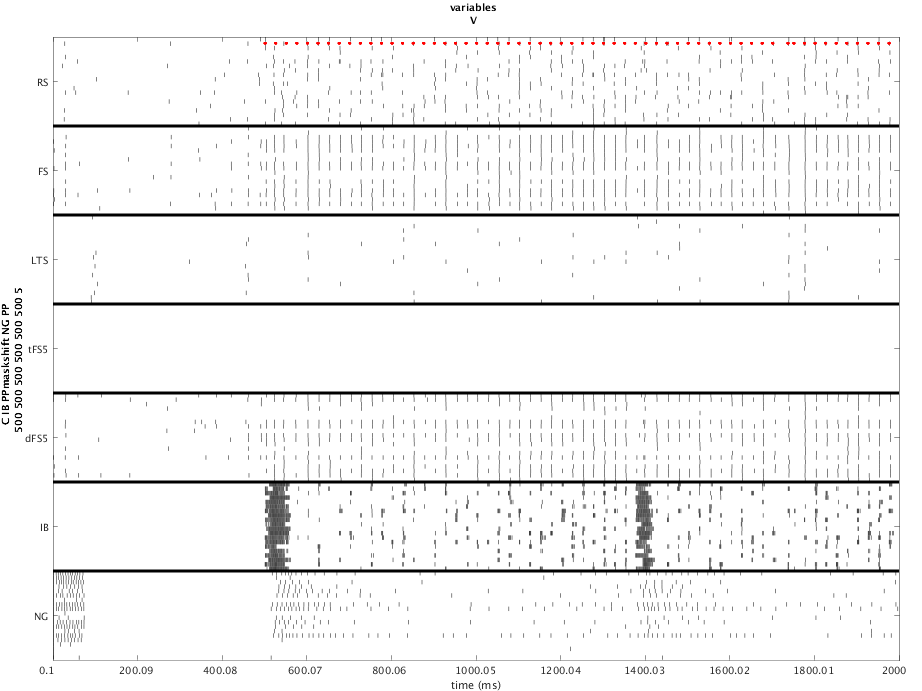 variables
V
RS
FS
LTS
tFS5
dFS5
IB
NG
C IB PPmaskshift NG PP
500 500 500 500 500 500 5
0.1 200.09 400.08 600.07 800.06 1000.05 1200.04 1400.03 1600.02 1800.01 2000
time (ms)